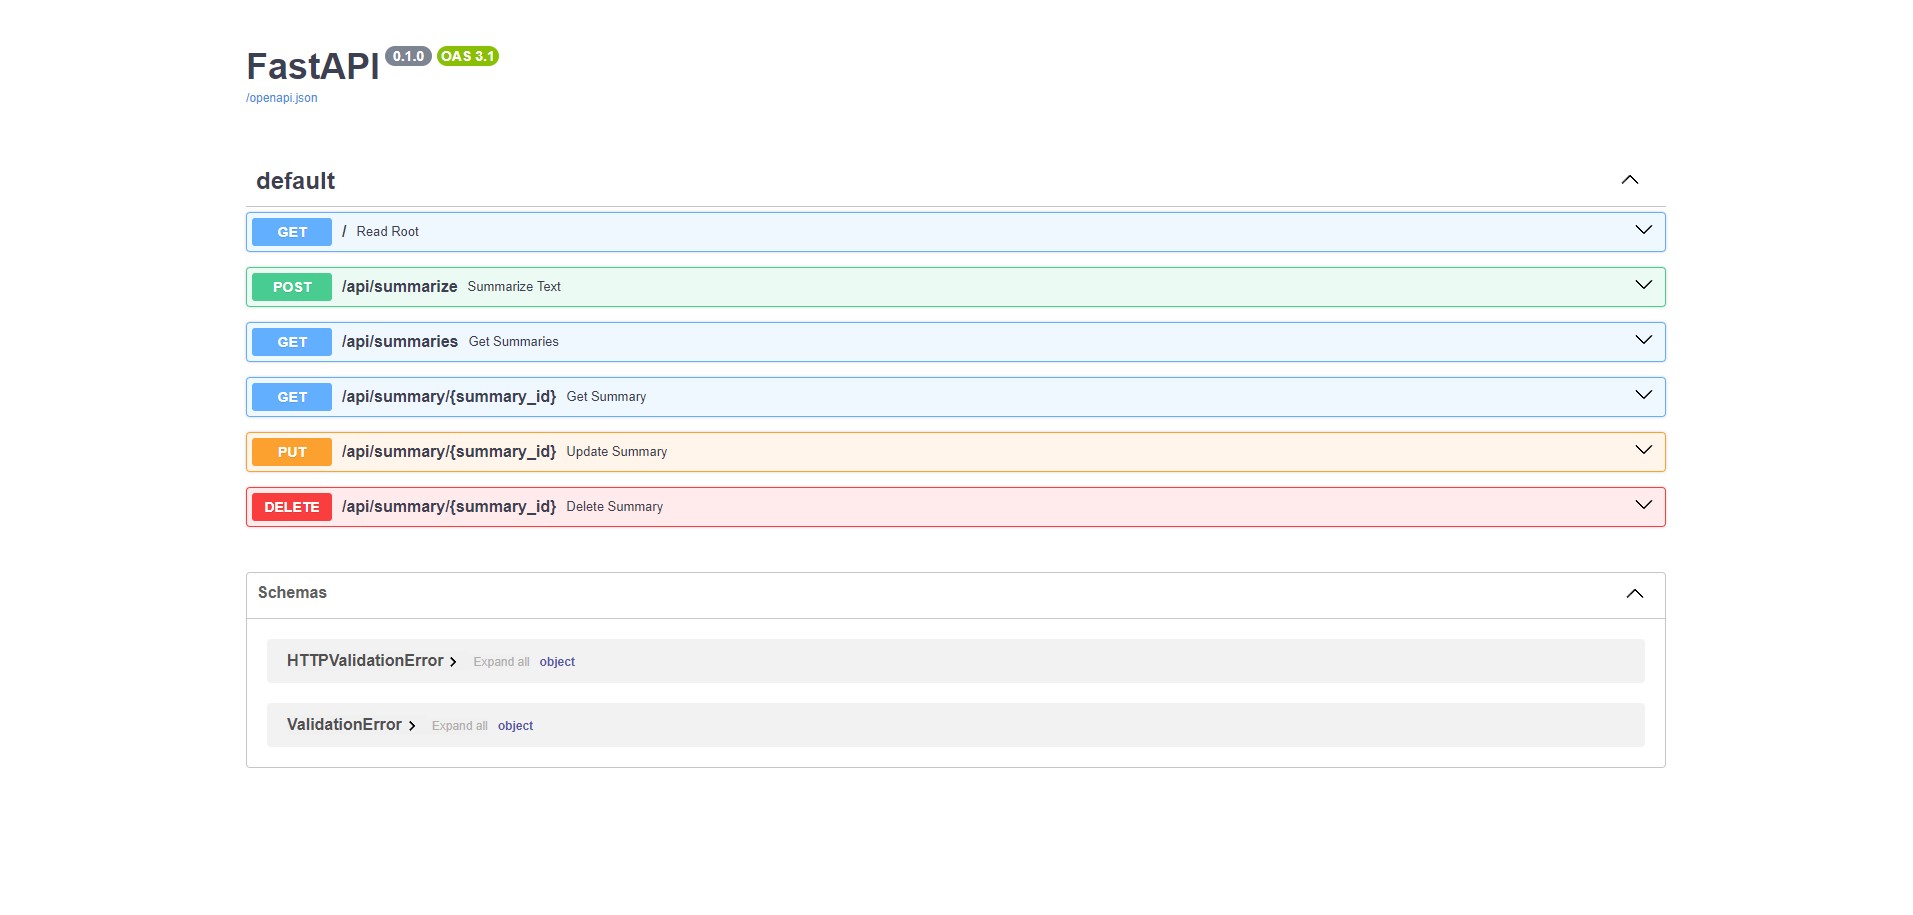 FastAPI 0.1.0 OAS 3.1
/openapi.json
default
GET / Read Root
POST /api/summarize Summarize Text
GET /api/summaries Get Summaries
GET /api/summary/{summary_id} Get Summary
PUT /api/summary/{summary_id} Update Summary
DELETE /api/summary/{summary_id} Delete Summary
Schemas
HTTPValidationError Expand all object
ValidationError Expand all object